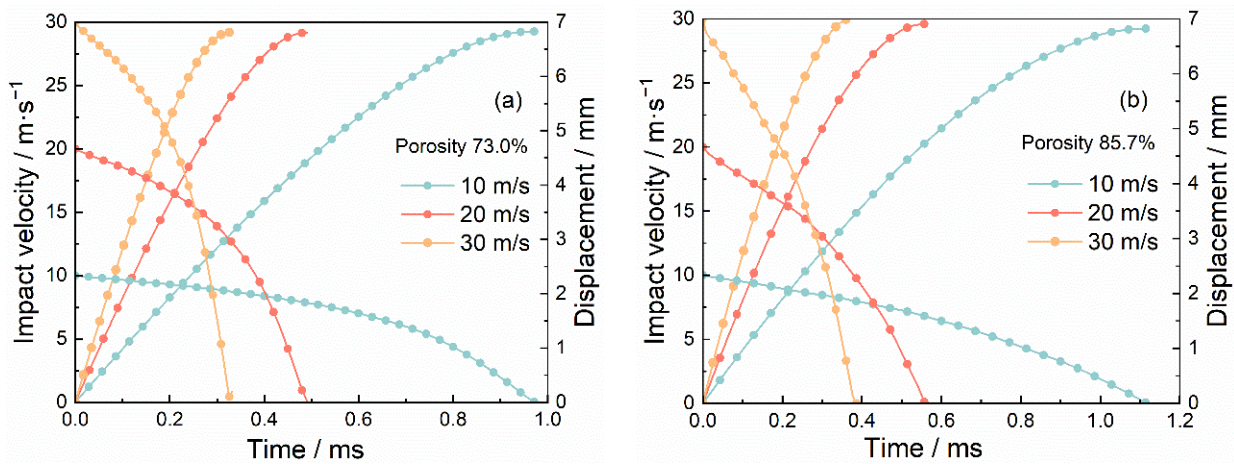 30
25
20
15
10
5
0
0.0
0.2
0.4
0.6
0.8
1.0
7
6
5
4
3
2
1
0
Impact velocity / m·s⁻¹
Displacement / mm
Time / ms
(a)
Porosity 73.0%
10 m/s
20 m/s
30 m/s
30
25
20
15
10
5
0
0.0
0.2
0.4
0.6
0.8
1.0
1.2
7
6
5
4
3
2
1
0
Impact velocity / m·s⁻¹
Displacement / mm
Time / ms
(b)
Porosity 85.7%
10 m/s
20 m/s
30 m/s